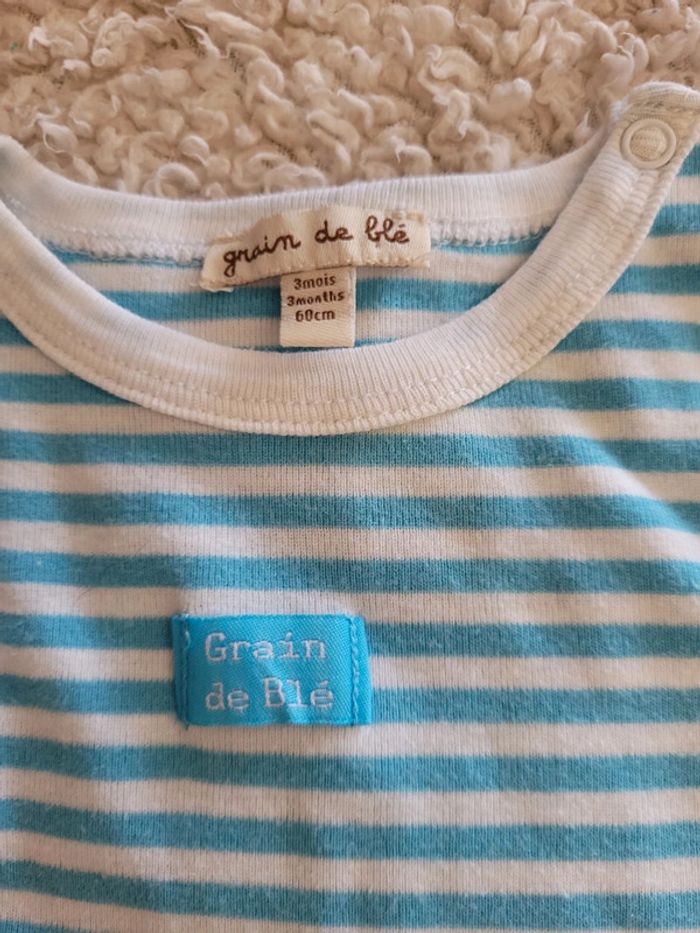 grain de blé
3mois
3months
60cm
Grain
de Blé